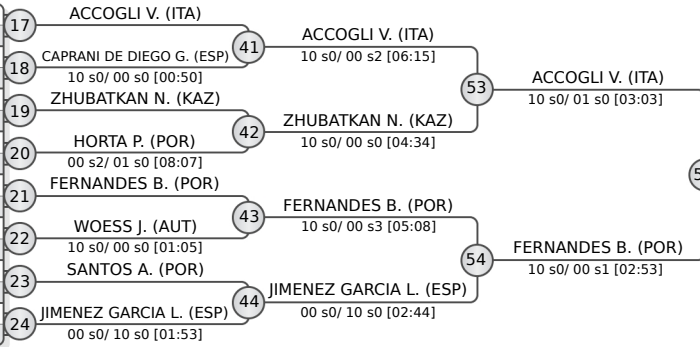 17
ACCOGLI V. (ITA)
18
CAPRANI DE DIEGO G. (ESP)
10 s0/ 00 s0 [00:50]
41
ACCOGLI V. (ITA)
10 s0/ 00 s2 [06:15]
19
ZHUBATKAN N. (KAZ)
20
HORTA P. (POR)
00 s2/ 01 s0 [08:07]
42
ZHUBATKAN N. (KAZ)
10 s0/ 00 s0 [04:34]
53
ACCOGLI V. (ITA)
10 s0/ 01 s0 [03:03]
21
FERNANDES B. (POR)
22
WOESS J. (AUT)
10 s0/ 00 s0 [01:05]
43
FERNANDES B. (POR)
10 s0/ 00 s3 [05:08]
23
SANTOS A. (POR)
24
JIMENEZ GARCIA L. (ESP)
00 s0/ 10 s0 [01:53]
44
JIMENEZ GARCIA L. (ESP)
00 s0/ 10 s0 [02:44]
54
FERNANDES B. (POR)
10 s0/ 00 s1 [02:53]